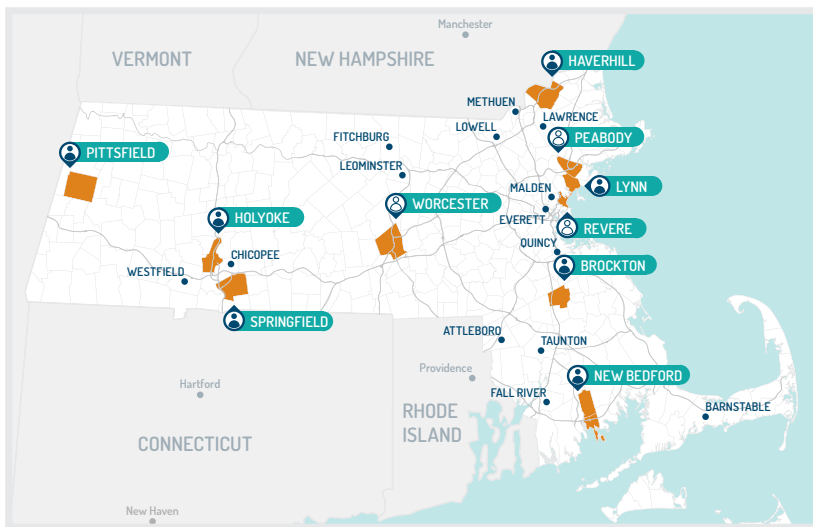 Manchester
VERMONT
NEW HAMPSHIRE
HAVERHILL
METHUEN
LAWRENCE
LOWELL
FITCHBURG
PEABODY
PITTSFIELD
LEOMINSTER
MALDEN
LYNN
WORCESTER
HOLYOKE
EVERETT
REVERE
QUINCY
CHICOPEE
BROCKTON
WESTFIELD
SPRINGFIELD
ATTLEBORO
TAUNTON
Providence
NEW BEDFORD
Hartford
FALL RIVER
BARNSTABLE
RHODE
ISLAND
CONNECTICUT
New Haven